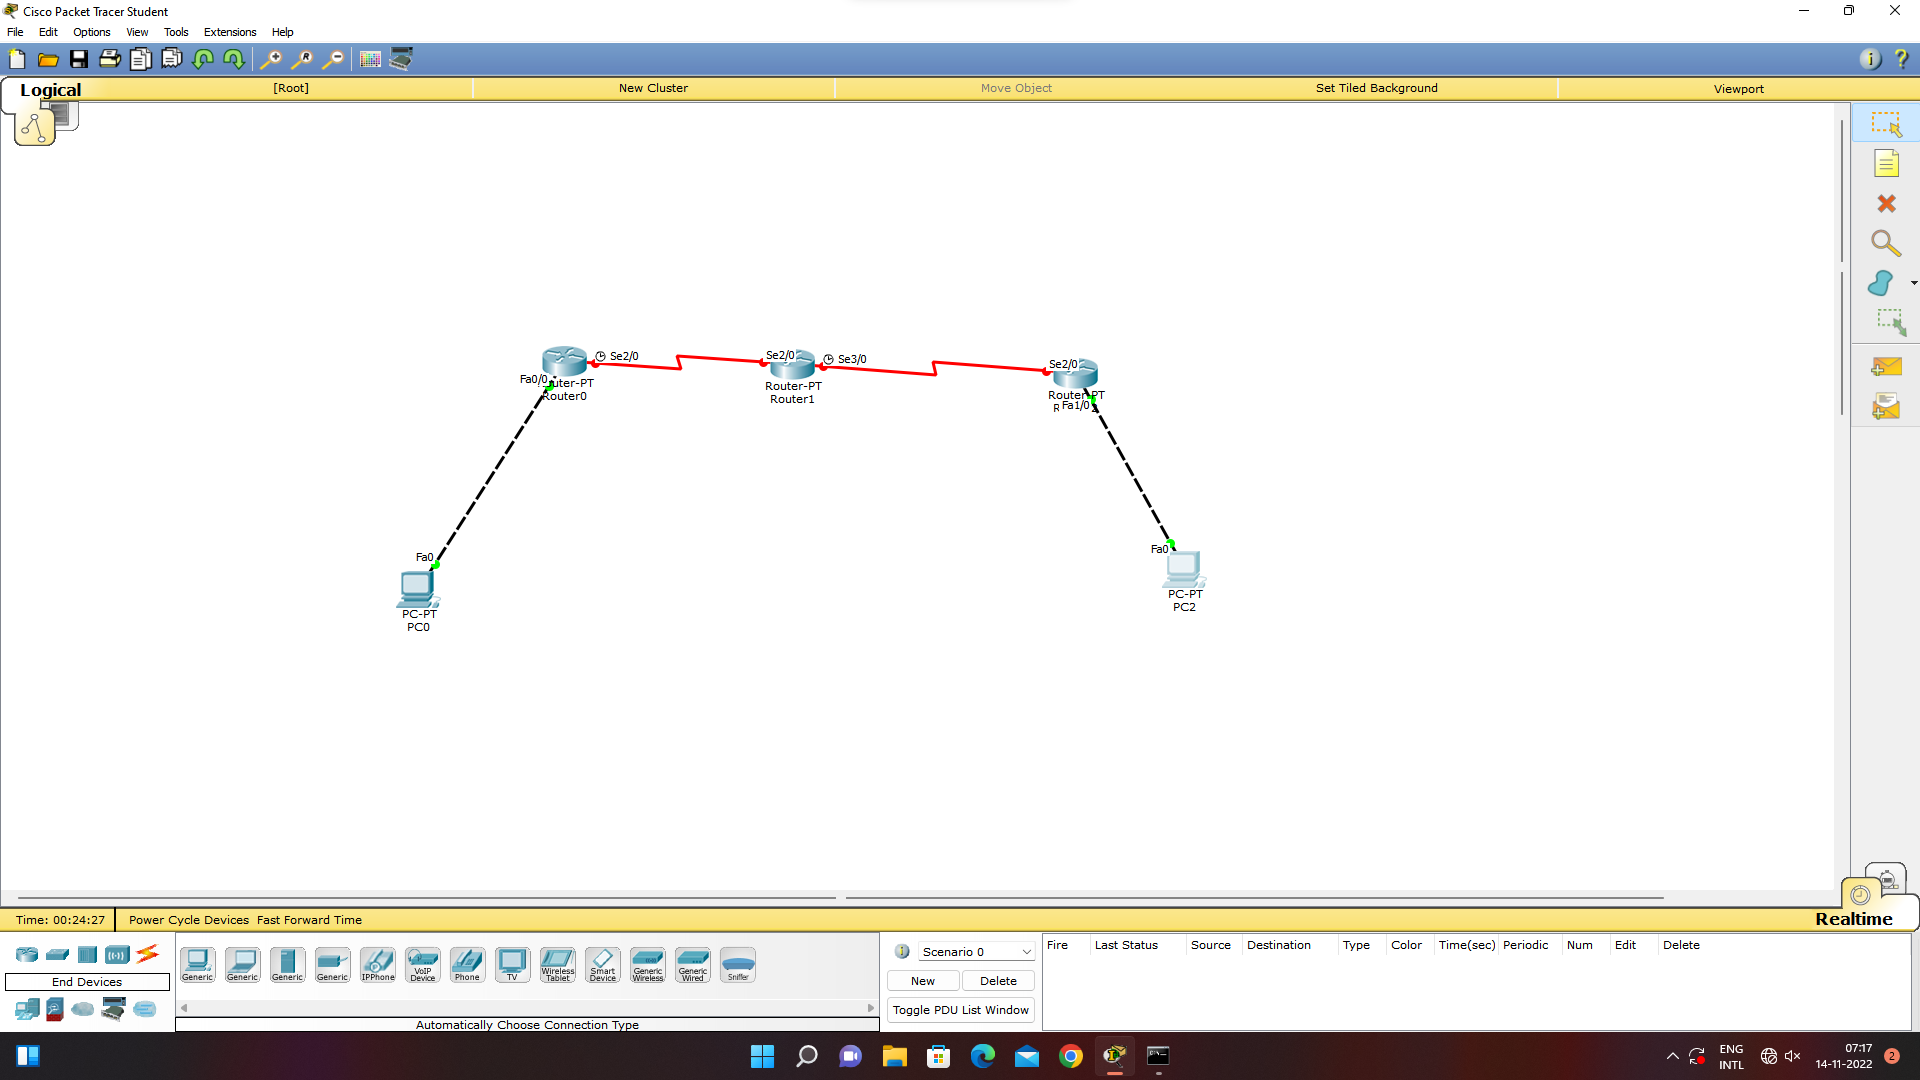 Cisco Packet Tracer Student
File Edit Options View Tools Extensions Help
Logical [Root] New Cluster Move Object Set Tiled Background Viewport
Se2/0 Se2/0 Se3/0 Se2/0
Fa0/0
Router-PT
Router0
Router-PT
Router1
Router-PT
Fa1/0
Fa0
PC-PT
PC0
Fa0
PC-PT
PC2
Realtime
Time: 00:24:27 Power Cycle Devices Fast Forward Time
End Devices
Generic Generic Generic Generic IPPhone VoIP Device Phone TV Wireless Tablet Smart Device Generic Wireless Generic Wired Sniffer
Automatically Choose Connection Type
Scenario 0
New Delete
Toggle PDU List Window
Fire Last Status Source Destination Type Color Time(sec) Periodic Num Edit Delete
ENG
INTL
07:17
14-11-2022
2